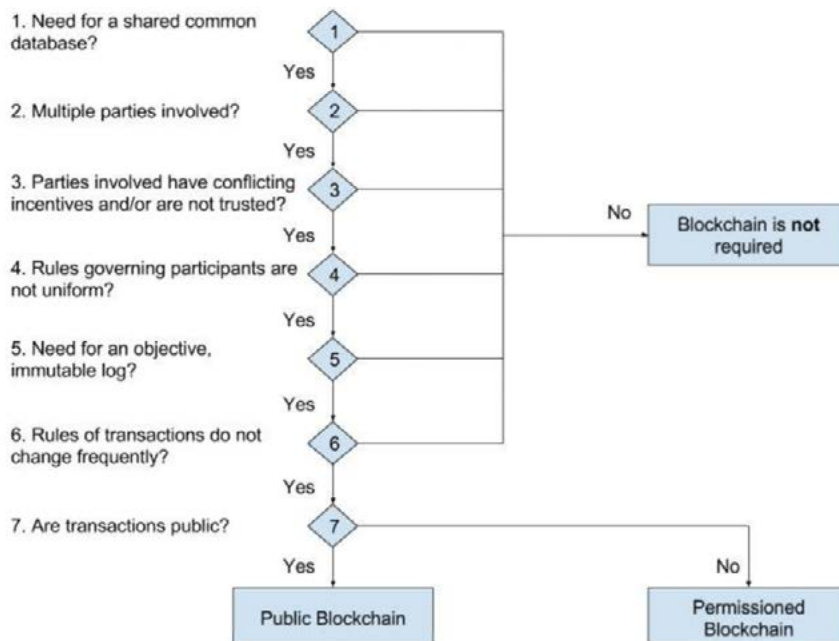 1. Need for a shared common
database?
1
Yes
2. Multiple parties involved?
2
Yes
3. Parties involved have conflicting
incentives and/or are not trusted?
3
Yes
No
Blockchain is not
required
4. Rules governing participants are
not uniform?
4
Yes
5. Need for an objective,
immutable log?
5
Yes
6. Rules of transactions do not
change frequently?
6
Yes
7. Are transactions public?
7
Yes
No
Public Blockchain
Permissioned
Blockchain